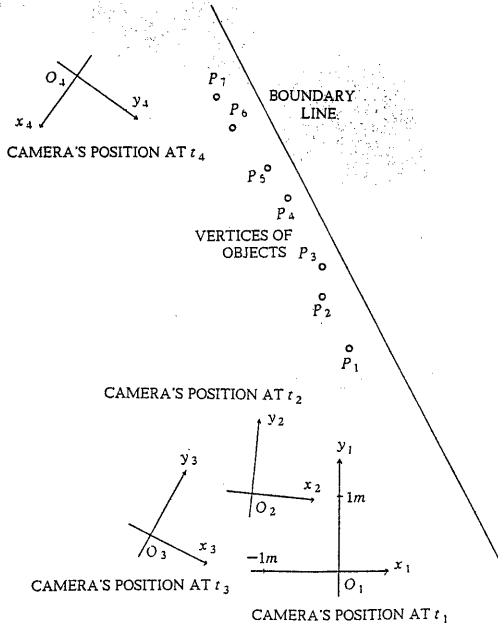 O4
y4
x4
CAMERA'S POSITION AT t4
P7
P6
BOUNDARY
LINE
P5
P4
VERTICES OF
OBJECTS
P3
P2
P1
CAMERA'S POSITION AT t2
y2
x2
O2
y3
x3
O3
CAMERA'S POSITION AT t3
y1
1m
-1m
x1
O1
CAMERA'S POSITION AT t1